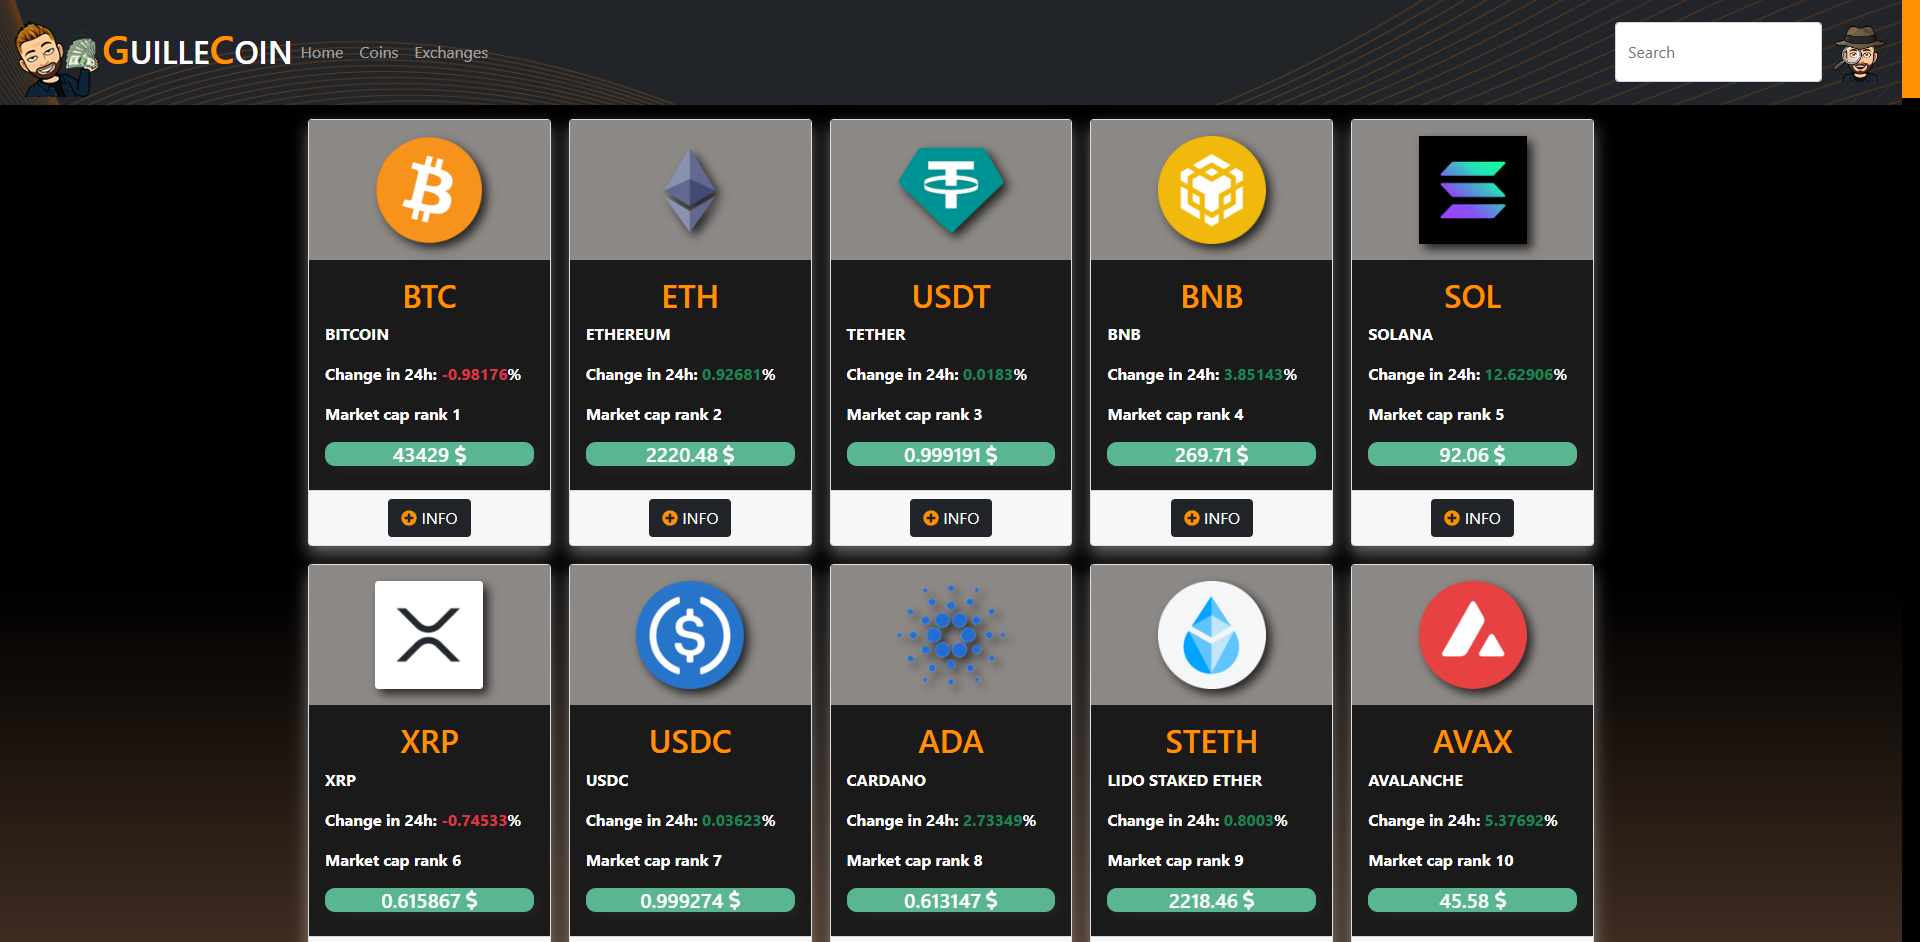 GUILLECOIN Home Coins Exchanges Search
BTC
BITCOIN
Change in 24h: -0.98176%
Market cap rank 1
43429 $
INFO
ETH
ETHEREUM
Change in 24h: 0.92681%
Market cap rank 2
2220.48 $
INFO
USDT
TETHER
Change in 24h: 0.0183%
Market cap rank 3
0.999191 $
INFO
BNB
BNB
Change in 24h: 3.85143%
Market cap rank 4
269.71 $
INFO
SOL
SOLANA
Change in 24h: 12.62906%
Market cap rank 5
92.06 $
INFO
XRP
XRP
Change in 24h: -0.74533%
Market cap rank 6
0.615867 $
USDC
USDC
Change in 24h: 0.03623%
Market cap rank 7
0.999274 $
ADA
CARDANO
Change in 24h: 2.73349%
Market cap rank 8
0.613147 $
STETH
LIDO STAKED ETHER
Change in 24h: 0.8003%
Market cap rank 9
2218.46 $
AVAX
AVALANCHE
Change in 24h: 5.37692%
Market cap rank 10
45.58 $